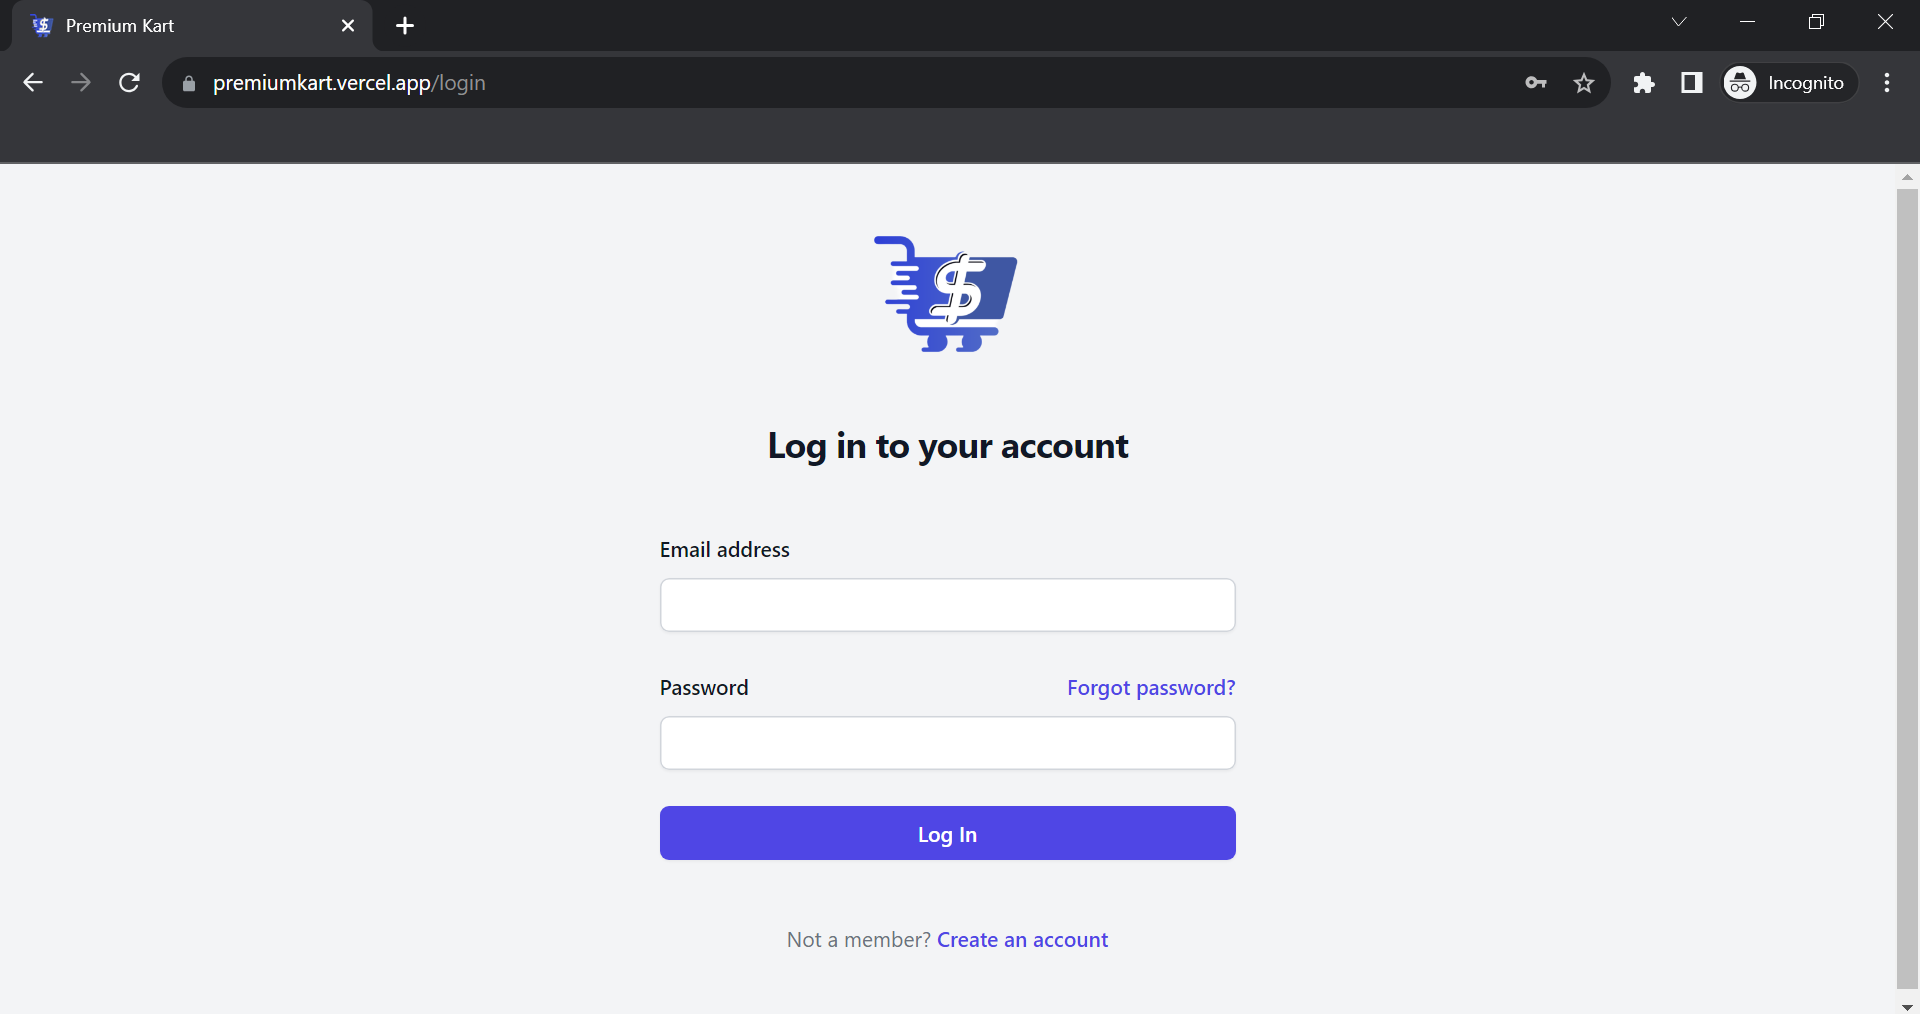 Premium Kart
premiumkart.vercel.app/login
Incognito
$
Log in to your account
Email address
Password
Forgot password?
Log In
Not a member? Create an account